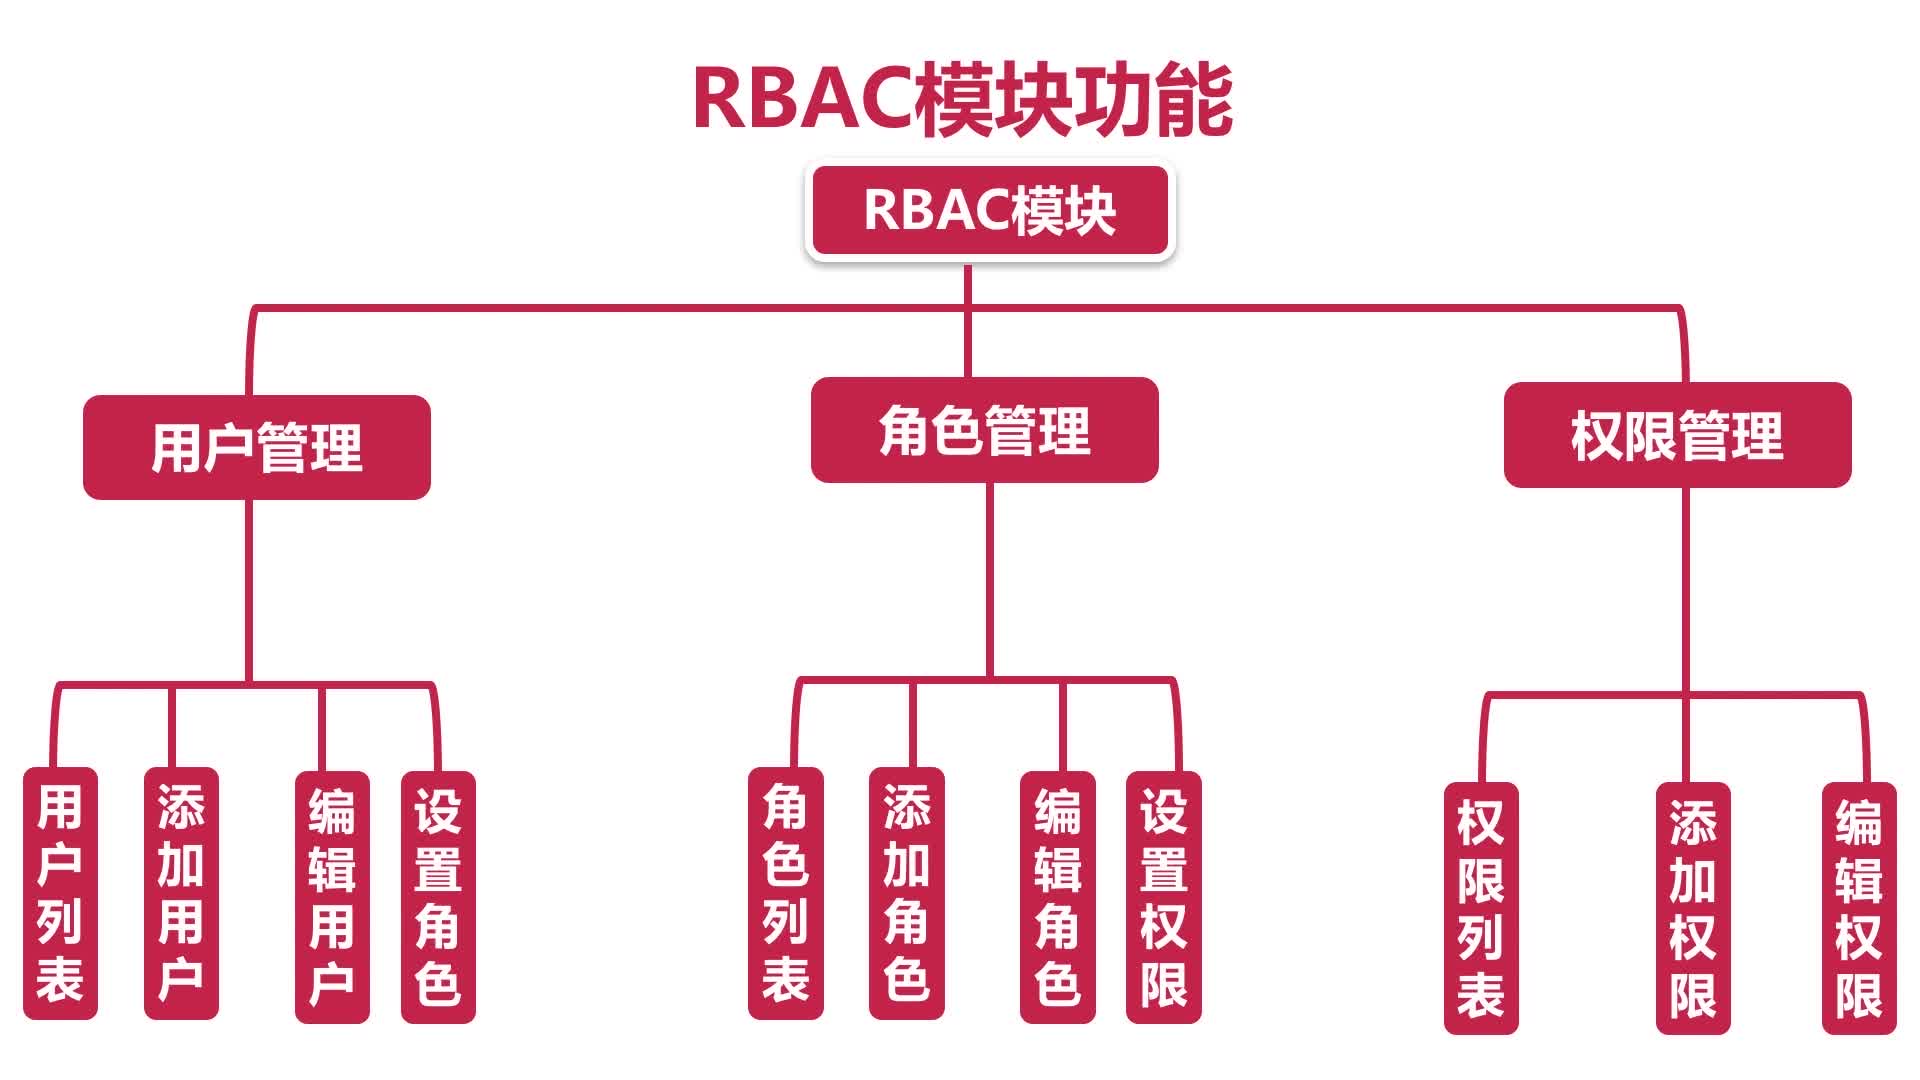 RBAC模块功能
RBAC模块
用户管理
角色管理
权限管理
用户列表
添加用户
编辑用户
设置角色
角色列表
添加角色
编辑角色
设置权限
权限列表
添加权限
编辑权限